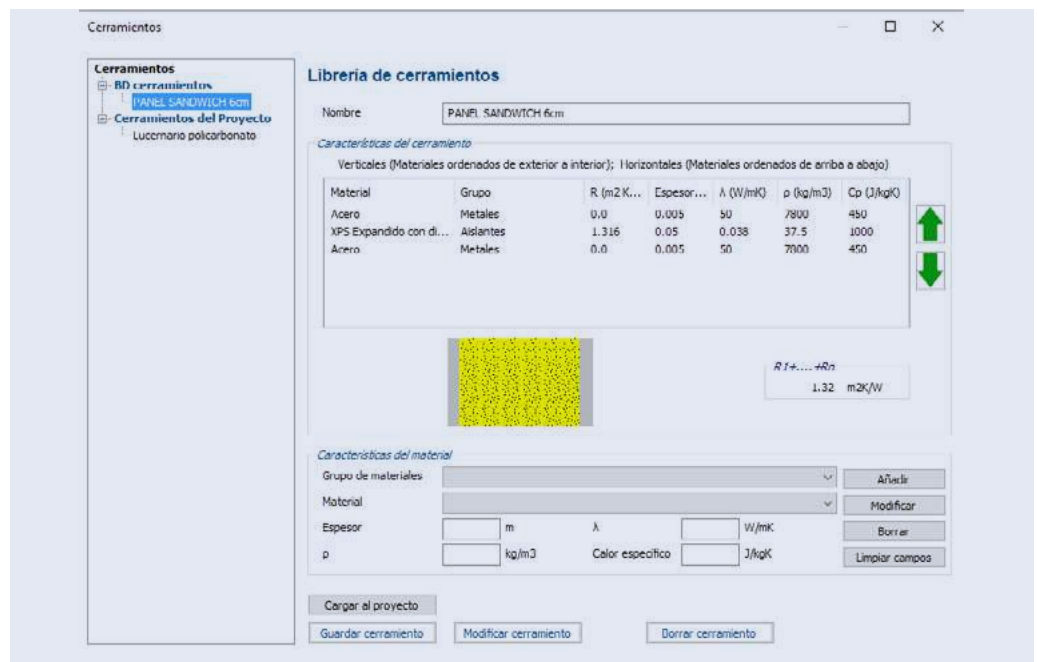 Cerramientos
Cerramientos
BD cerramientos
PANEL SANDWICH 6cm
Cerramientos del Proyecto
Lucernario policarbonato
Librería de cerramientos
Nombre PANEL SANDWICH 6cm
Características del cerramiento
Verticales (Materiales ordenados de exterior a interior); Horizontales (Materiales ordenados de arriba a abajo)
Material Grupo R (m2 K... Espesor... λ (W/mK) ρ (kg/m3) Cp (J/kgK)
Acero Metales 0.0 0.005 50 7800 450
XPS Expandido con di... Aislantes 1.316 0.05 0.038 37.5 1000
Acero Metales 0.0 0.005 50 7800 450
R1+....+Rn
1.32 m2K/W
Características del material
Grupo de materiales Añadir
Material Modificar
Espesor m λ W/mK Borrar
ρ kg/m3 Calor específico J/kgK Limpiar campos
Cargar al proyecto
Guardar cerramiento Modificar cerramiento Borrar cerramiento